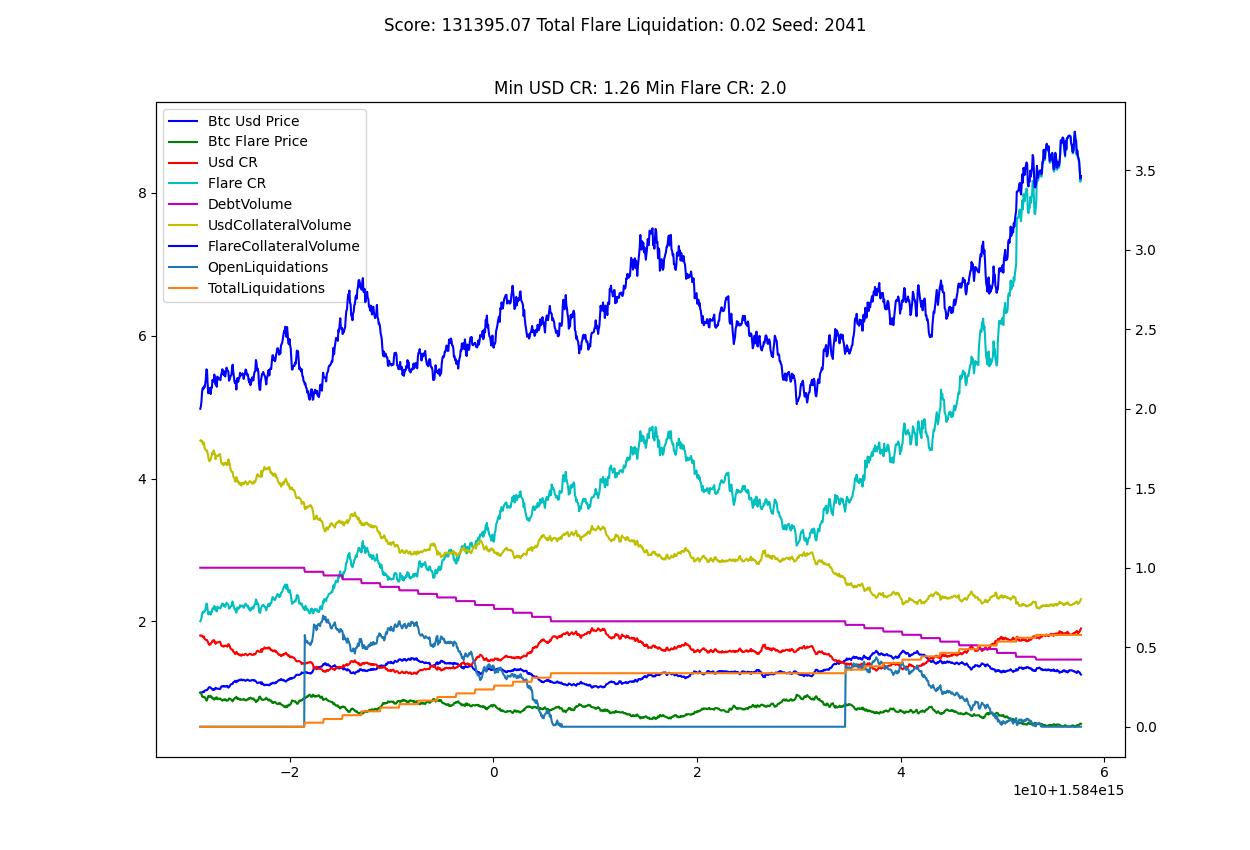 Score: 131395.07 Total Flare Liquidation: 0.02 Seed: 2041
Min USD CR: 1.26 Min Flare CR: 2.0
Btc Usd Price
Btc Flare Price
Usd CR
Flare CR
DebtVolume
UsdCollateralVolume
FlareCollateralVolume
OpenLiquidations
TotalLiquidations
8
6
4
2
3.5
3.0
2.5
2.0
1.5
1.0
0.5
0.0
−2
0
2
4
6
1e10+1.584e15